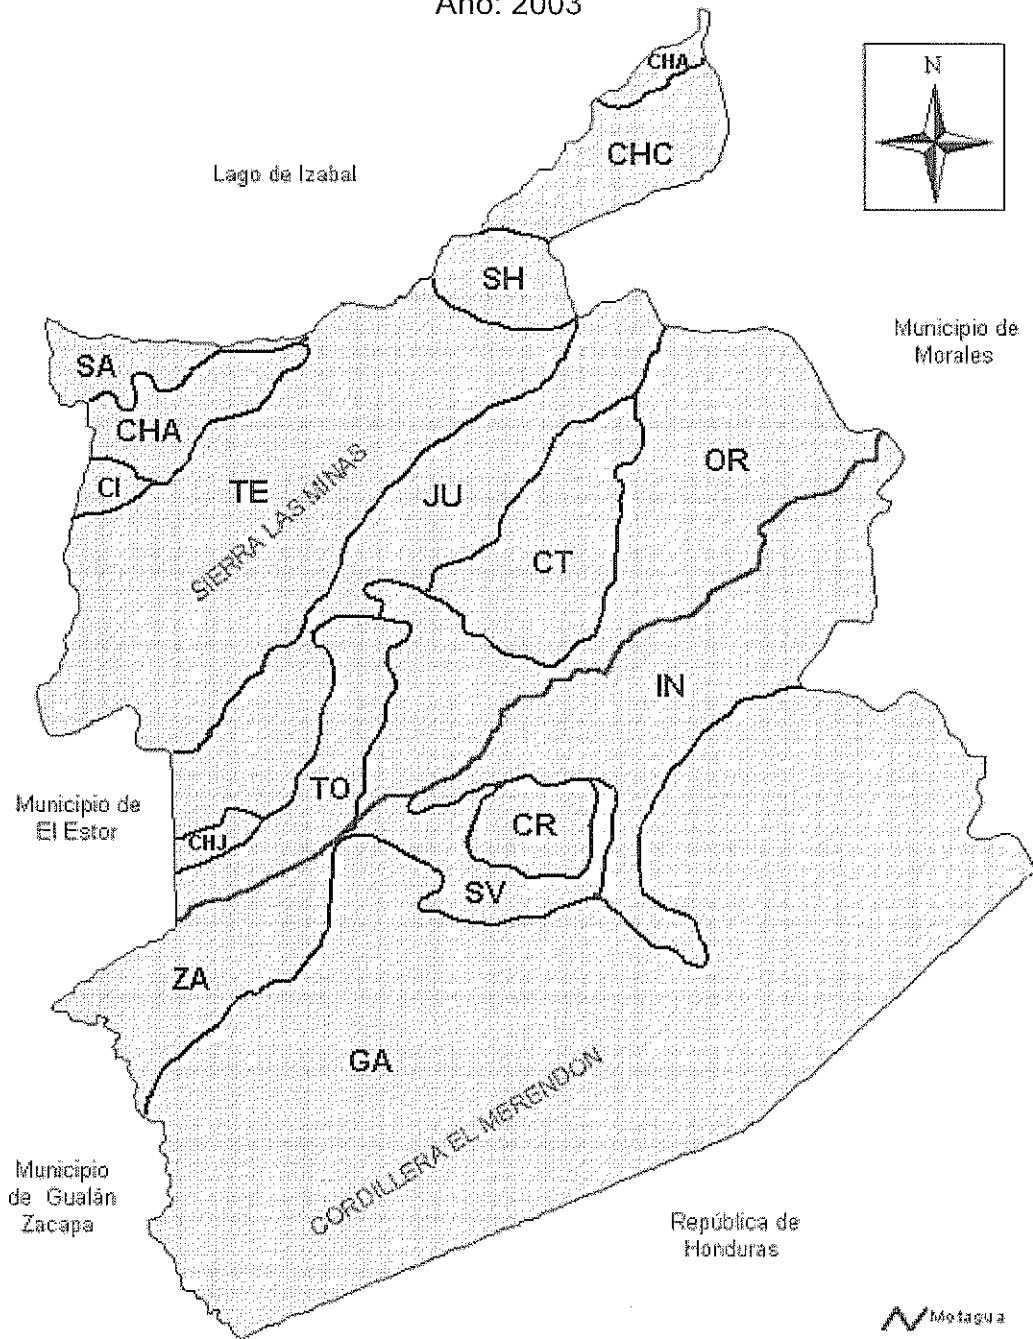 Año: 2003
CHA
N
CHC
Lago de Izabal
SH
Municipio de
Morales
SA
CHA
OR
CI
TE
JU
SIERRA LAS MINAS
CT
IN
Municipio de
El Estor
TO
CHJ
CR
SV
ZA
GA
CORDILLERA EL MERENDON
Municipio
de Gualán
Zacapa
República de
Honduras
Motagua